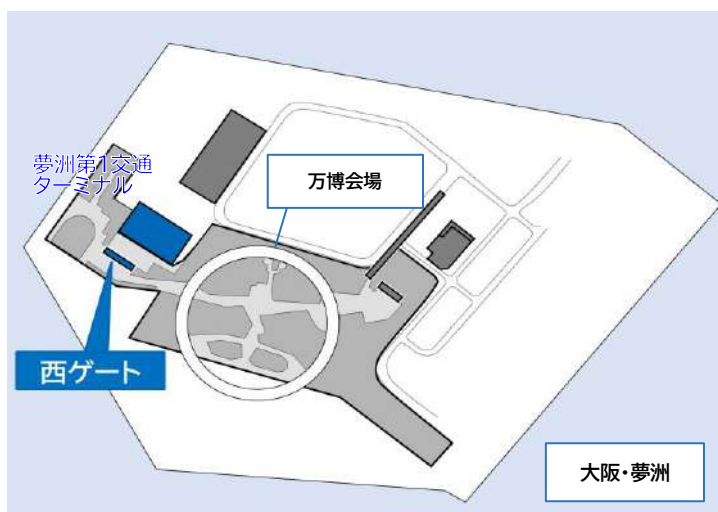 夢洲第1交通
ターミナル
万博会場
西ゲート
大阪・夢洲